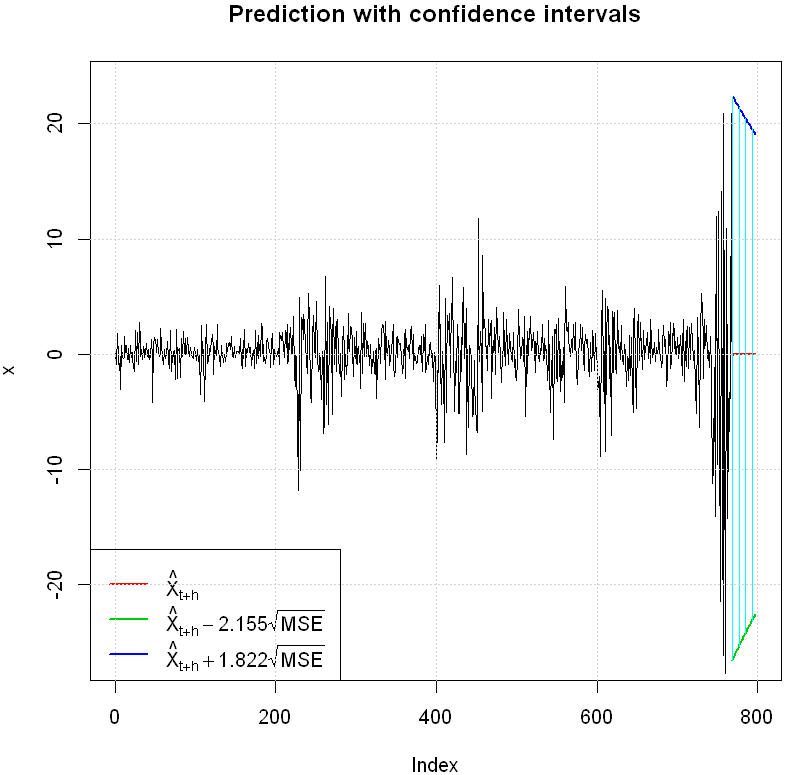 Prediction with confidence intervals
x
20
10
0
-10
-20
X̂t+h
X̂t+h − 2.155√MSE
X̂t+h + 1.822√MSE
0 200 400 600 800
Index